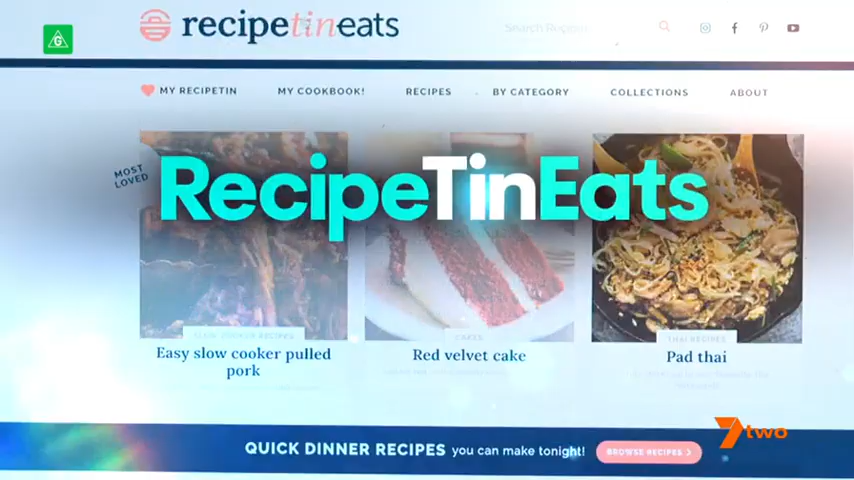 G
recipetineats
Search Recipes
MY RECIPETIN
MY COOKBOOK!
RECIPES
BY CATEGORY
COLLECTIONS
ABOUT
MOST
LOVED
RecipeTinEats
SLOW COOKER RECIPES
CAKES
THAI RECIPES
Easy slow cooker pulled
pork
Red velvet cake
Pad thai
QUICK DINNER RECIPES you can make tonight!
BROWSE RECIPES
7two